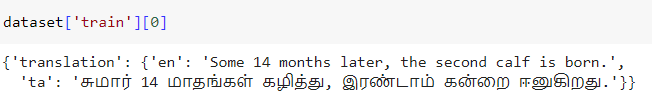 dataset['train'][0]
{'translation': {'en': 'Some 14 months later, the second calf is born.',
'ta': 'சுமார் 14 மாதங்கள் கழித்து, இரண்டாம் கன்றை ஈனுகிறது.'}}